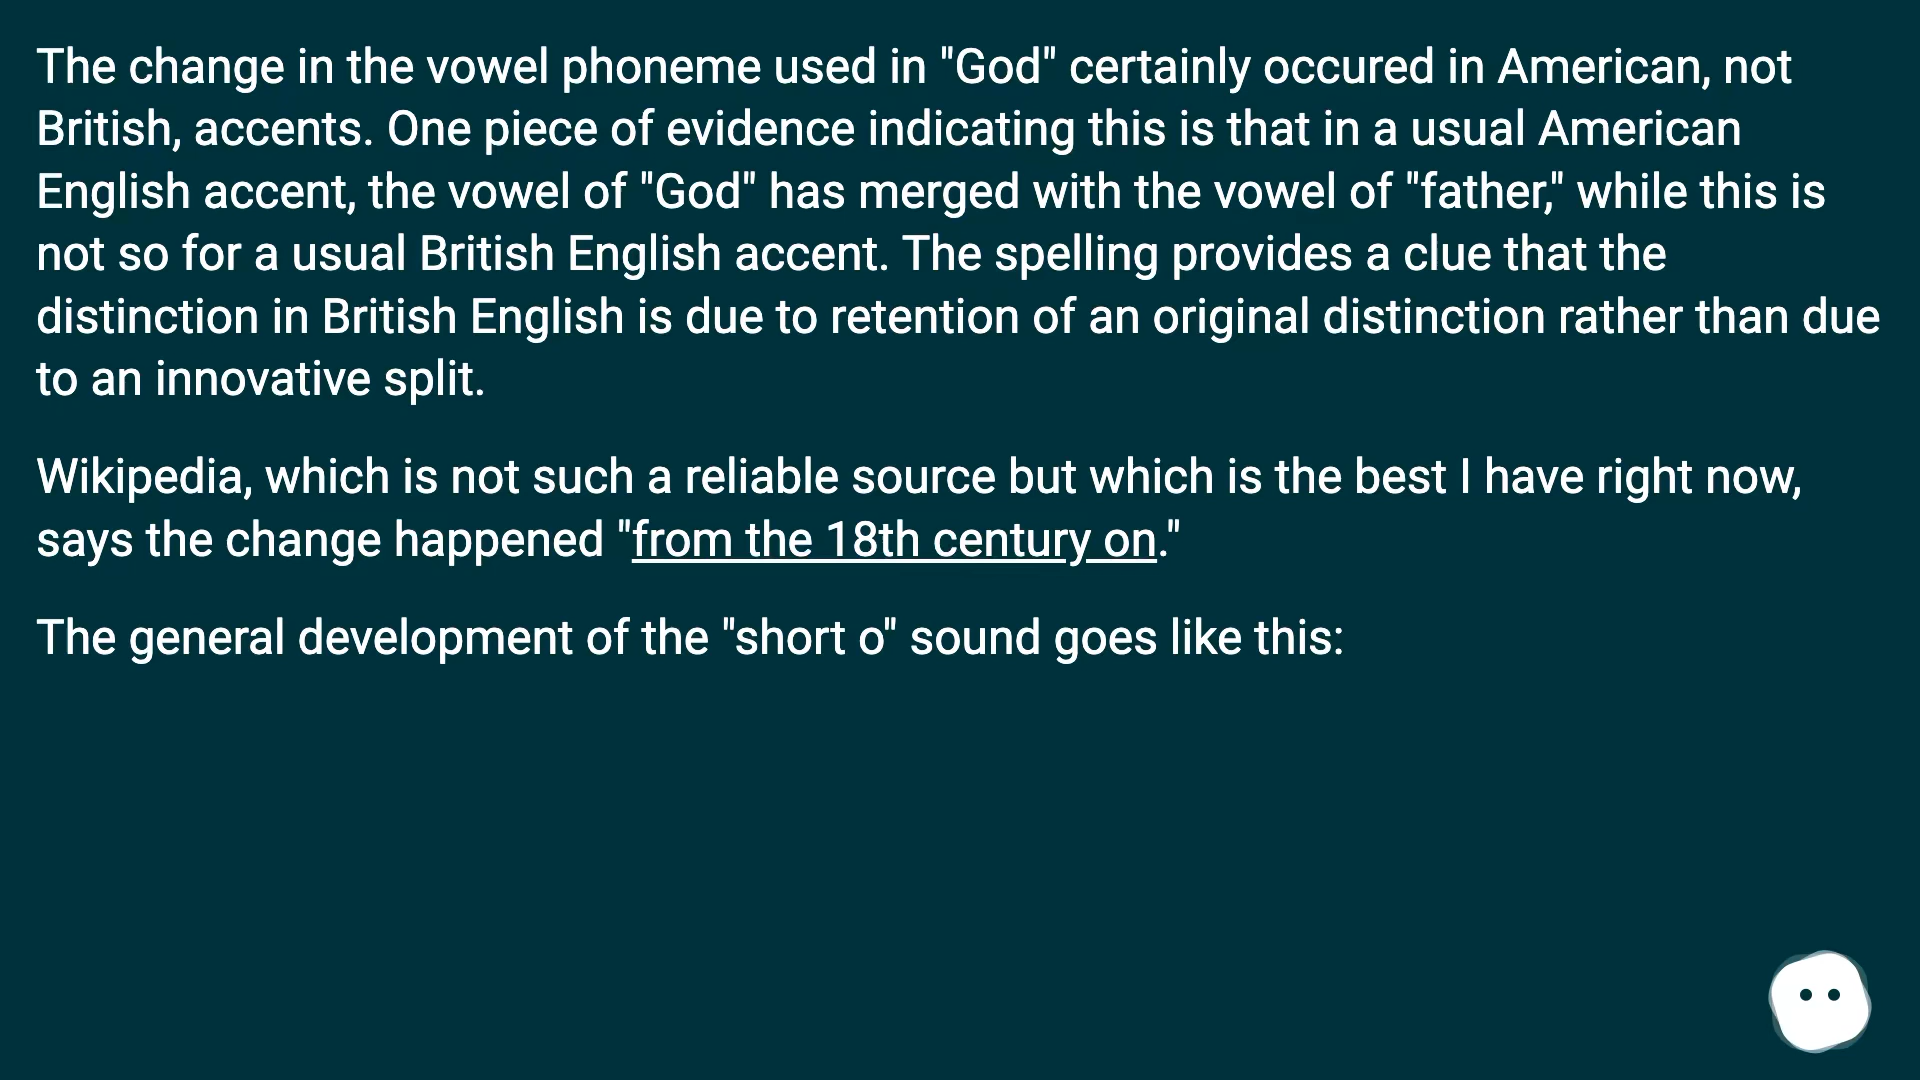 The change in the vowel phoneme used in "God" certainly occured in American, not
British, accents. One piece of evidence indicating this is that in a usual American
English accent, the vowel of "God" has merged with the vowel of "father," while this is
not so for a usual British English accent. The spelling provides a clue that the
distinction in British English is due to retention of an original distinction rather than due
to an innovative split.
Wikipedia, which is not such a reliable source but which is the best I have right now,
says the change happened "from the 18th century on."
The general development of the "short o" sound goes like this: